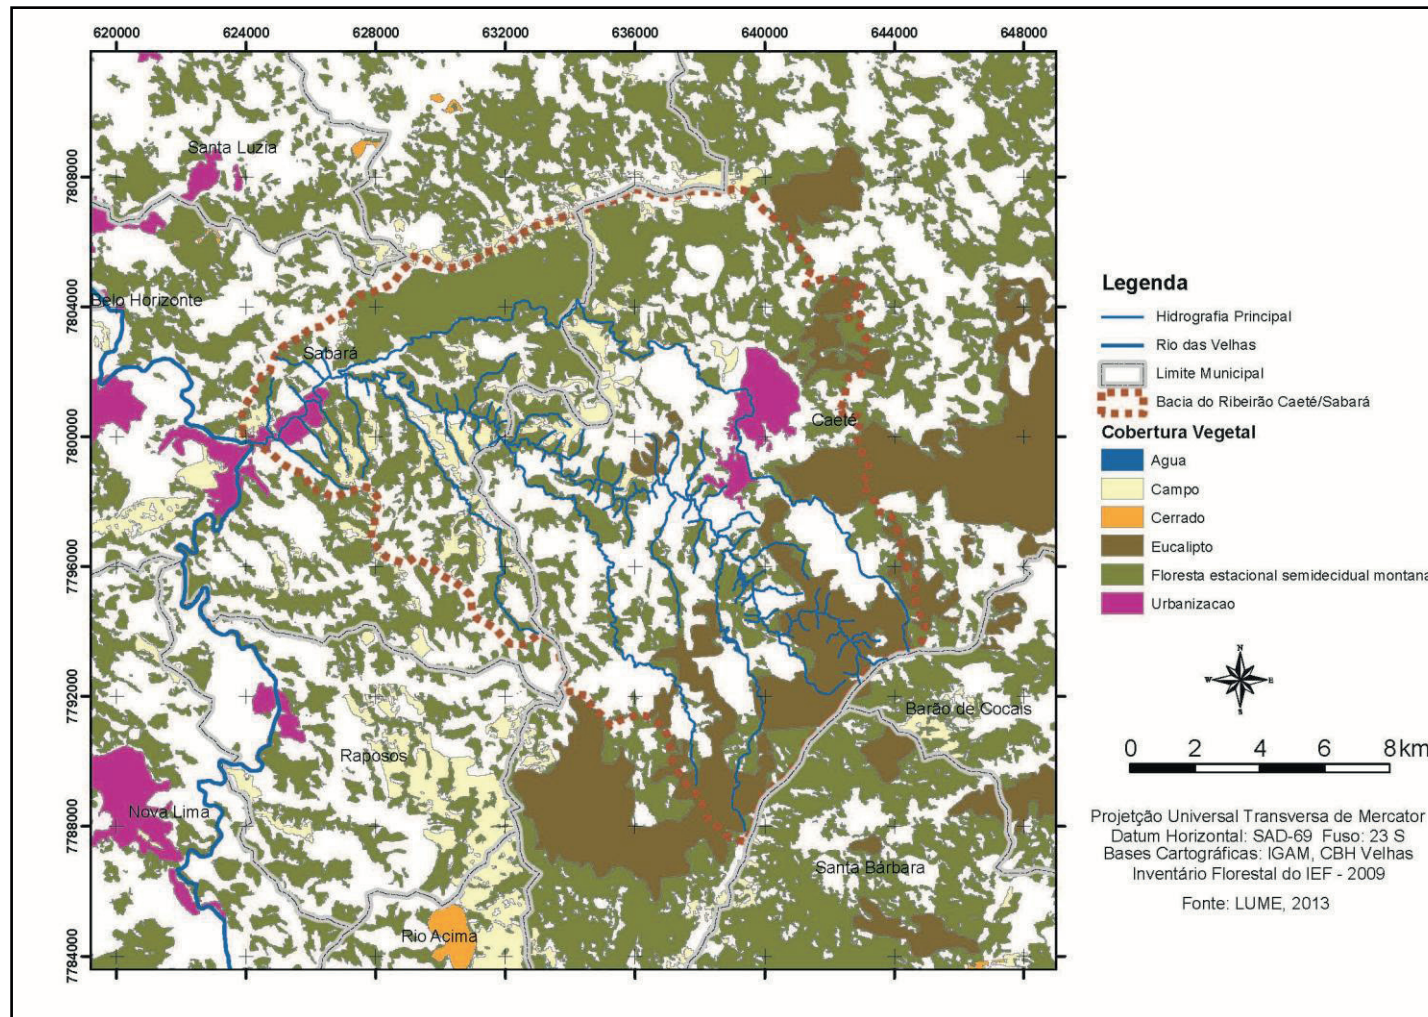 620000 624000 628000 632000 636000 640000 644000 648000
7808000
7804000
7800000
7796000
7792000
7788000
7784000
Santa Luzia
Belo Horizonte
Sabará
Caeté
Barão de Cocais
Raposos
Nova Lima
Santa Bárbara
Rio Acima
Legenda
Hidrografia Principal
Rio das Velhas
Limite Municipal
Bacia do Ribeirão Caeté/Sabará
Cobertura Vegetal
Agua
Campo
Cerrado
Eucalipto
Floresta estacional semidecidual montana
Urbanizacao
N
W E
S
0 2 4 6 8 km
Projetção Universal Transversa de Mercator
Datum Horizontal: SAD-69 Fuso: 23 S
Bases Cartográficas: IGAM, CBH Velhas
Inventário Florestal do IEF - 2009
Fonte: LUME, 2013